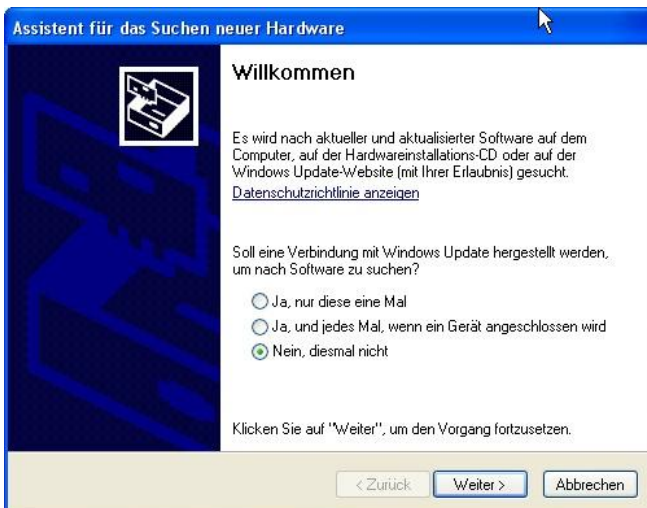 Assistent für das Suchen neuer Hardware
Willkommen
Es wird nach aktueller und aktualisierter Software auf dem
Computer, auf der Hardwareinstallations-CD oder auf der
Windows Update-Website (mit Ihrer Erlaubnis) gesucht.
Datenschutzrichtlinie anzeigen
Soll eine Verbindung mit Windows Update hergestellt werden,
um nach Software zu suchen?
Ja, nur diese eine Mal
Ja, und jedes Mal, wenn ein Gerät angeschlossen wird
Nein, diesmal nicht
Klicken Sie auf "Weiter", um den Vorgang fortzusetzen.
< Zurück Weiter > Abbrechen